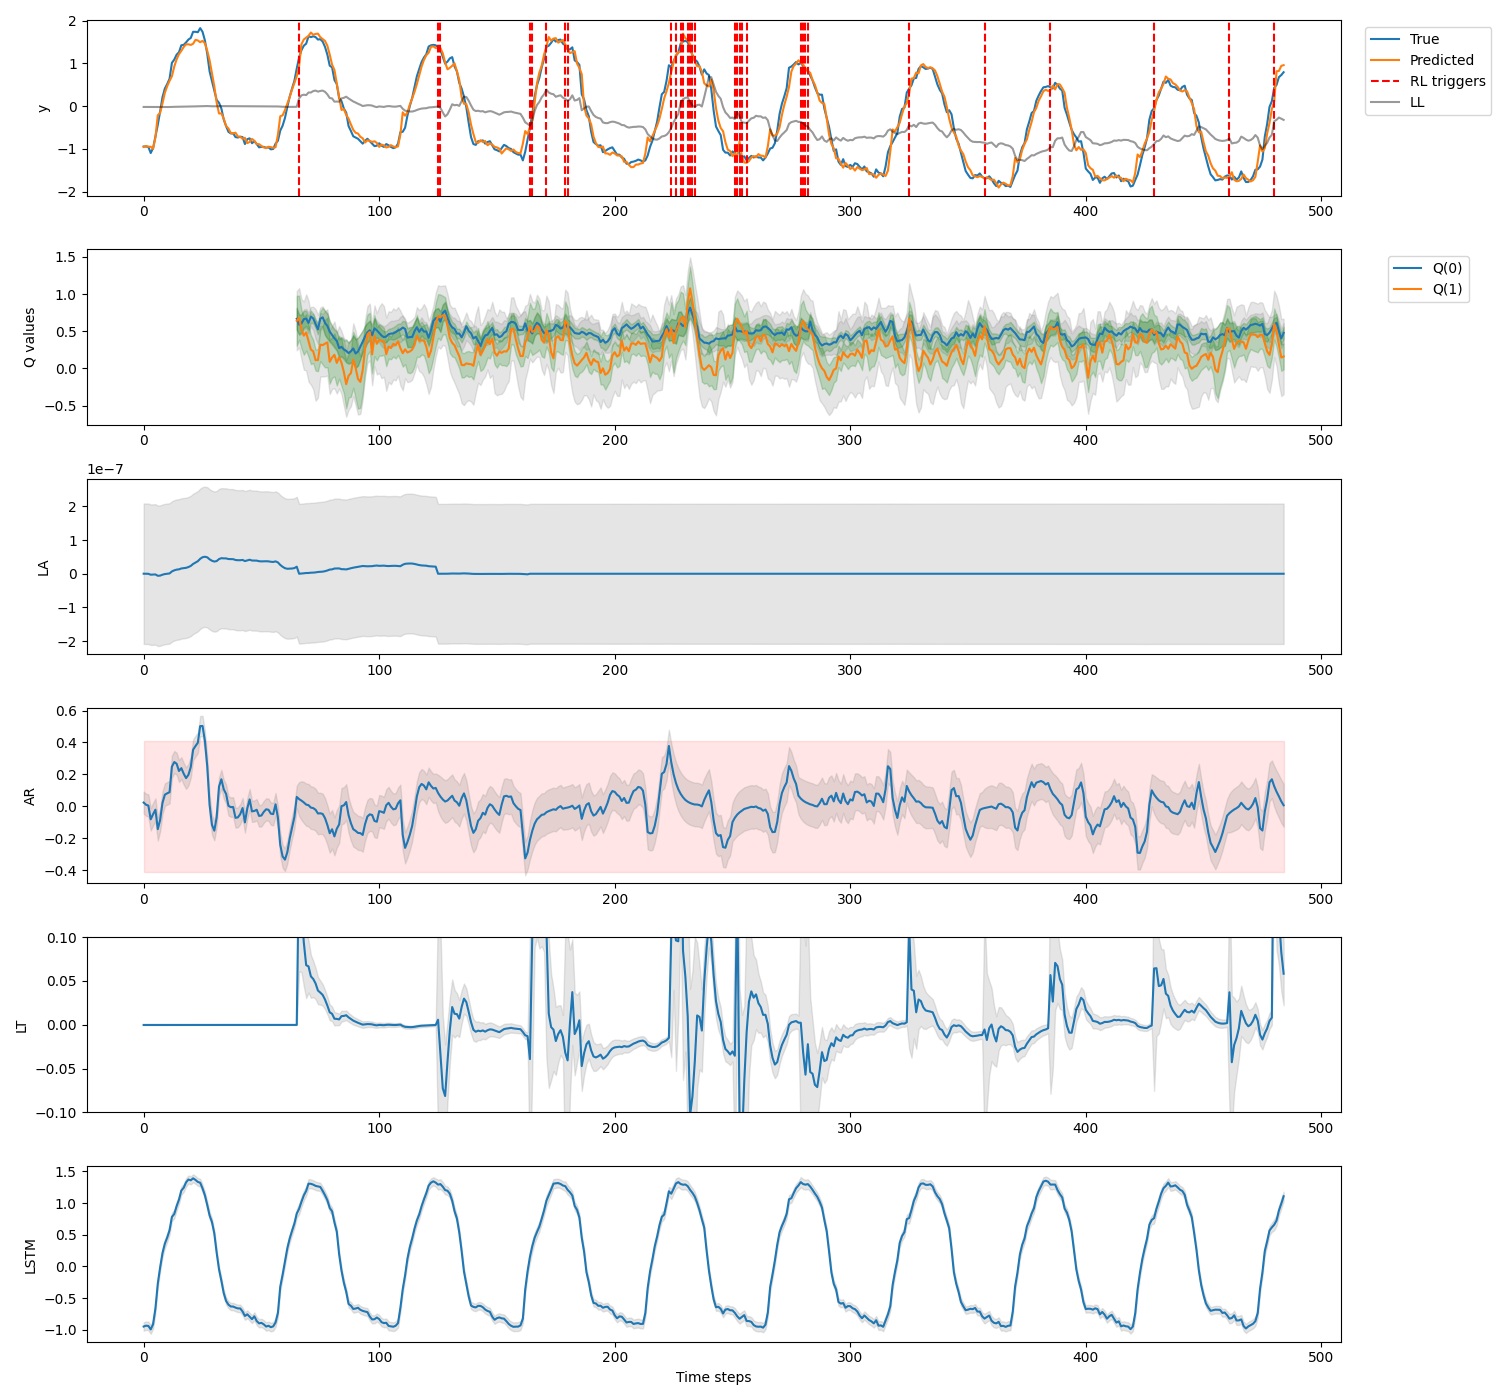 2
1
0
−1
−2
y
0 100 200 300 400 500
True
Predicted
RL triggers
LL
1.5
1.0
0.5
0.0
−0.5
Q values
0 100 200 300 400 500
Q(0)
Q(1)
1e−7
2
1
0
−1
−2
LA
0 100 200 300 400 500
0.6
0.4
0.2
0.0
−0.2
−0.4
AR
0 100 200 300 400 500
0.10
0.05
0.00
−0.05
−0.10
LT
0 100 200 300 400 500
1.5
1.0
0.5
0.0
−0.5
−1.0
LSTM
0 100 200 300 400 500
Time steps